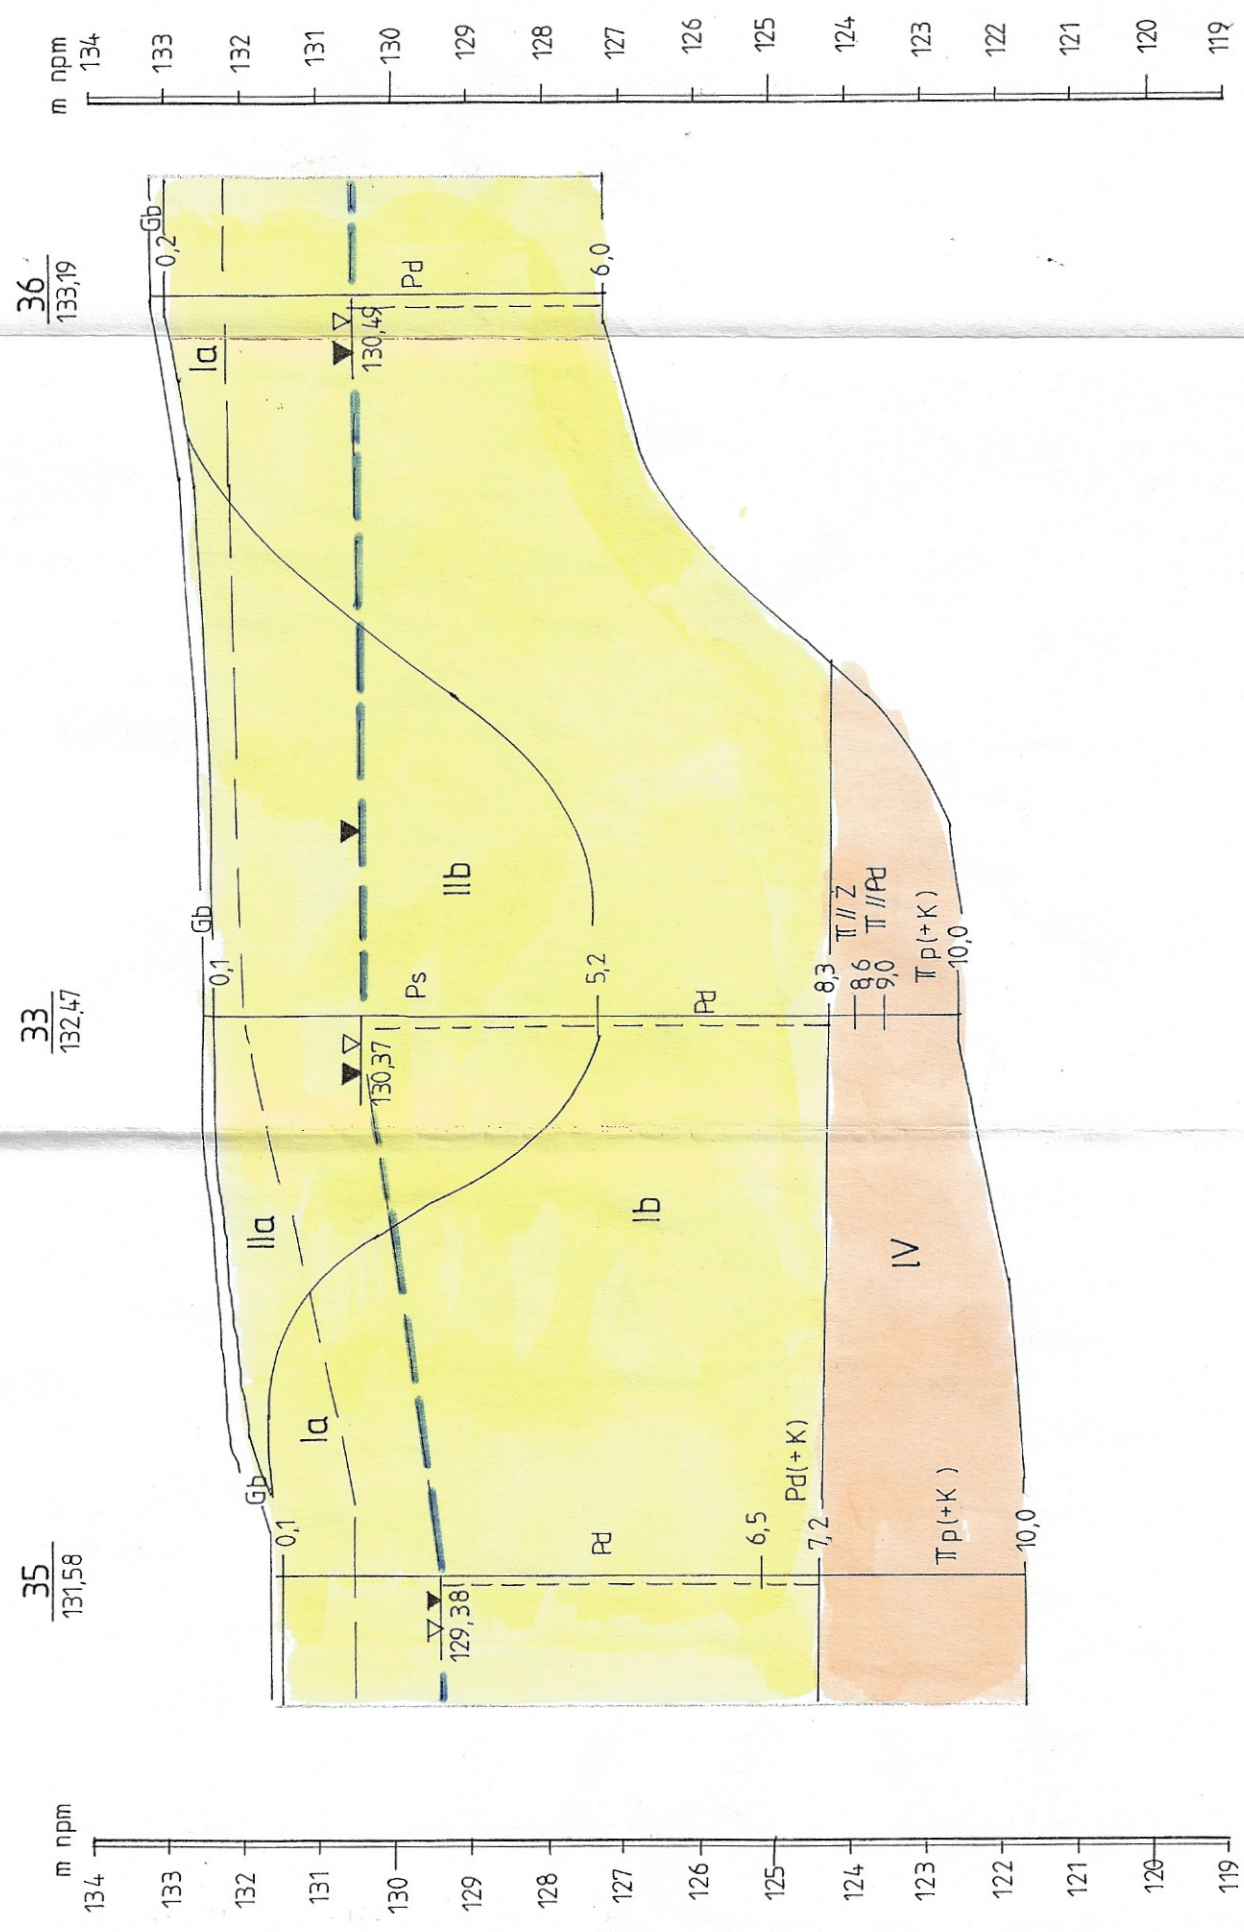 m npm
134
133
132
131
130
129
128
127
126
125
124
123
122
121
120
119
35
131,58
Gb
0,1
129,38
Pd
6,5
Pd(+K)
7,2
πp(+K)
10,0
Ia
IIa
Ib
IV
33
132,47
Gb
0,1
130,37
Ps
5,2
Pd
8,3
π//Z
8,6
π//Pd
9,0
πp(+K)
10,0
IIb
Ia
36
133,19
Gb
0,2
130,49
Pd
6,0
m npm
134
133
132
131
130
129
128
127
126
125
124
123
122
121
120
119